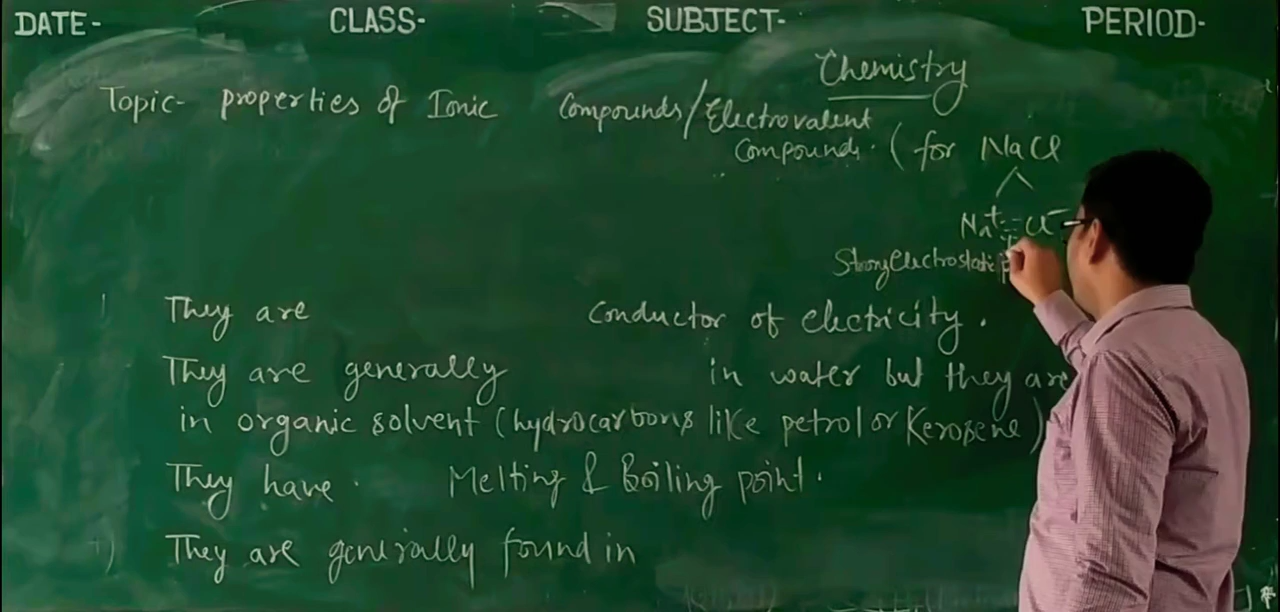 DATE- CLASS- SUBJECT- PERIOD-
Chemistry
Topic- properties of Ionic Compounds/Electrovalent
Compounds. (for NaCl
Na+ Cl-
Strong electrostatic
1 They are conductor of electricity.
They are generally in water but they are
in organic solvent (hydrocarbons like petrol or Kerosene)
They have. Melting & Boiling point.
They are generally found in